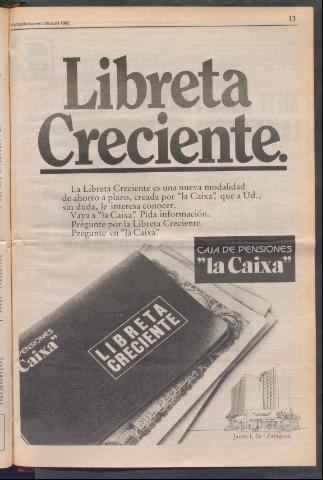 13
Libreta
Creciente.
La Libreta Creciente es una nueva modalidad
de ahorro a plazo, creada por "la Caixa", que a Ud.,
sin duda, le interesa conocer.
Vaya a "la Caixa". Pida información.
Pregunte por la Libreta Creciente.
Pregunte en "la Caixa".
CAJA DE PENSIONES
"la Caixa"
PENSIONES
Caixa"
LIBRETA
CRECIENTE
Jaime I, - Zaragoza